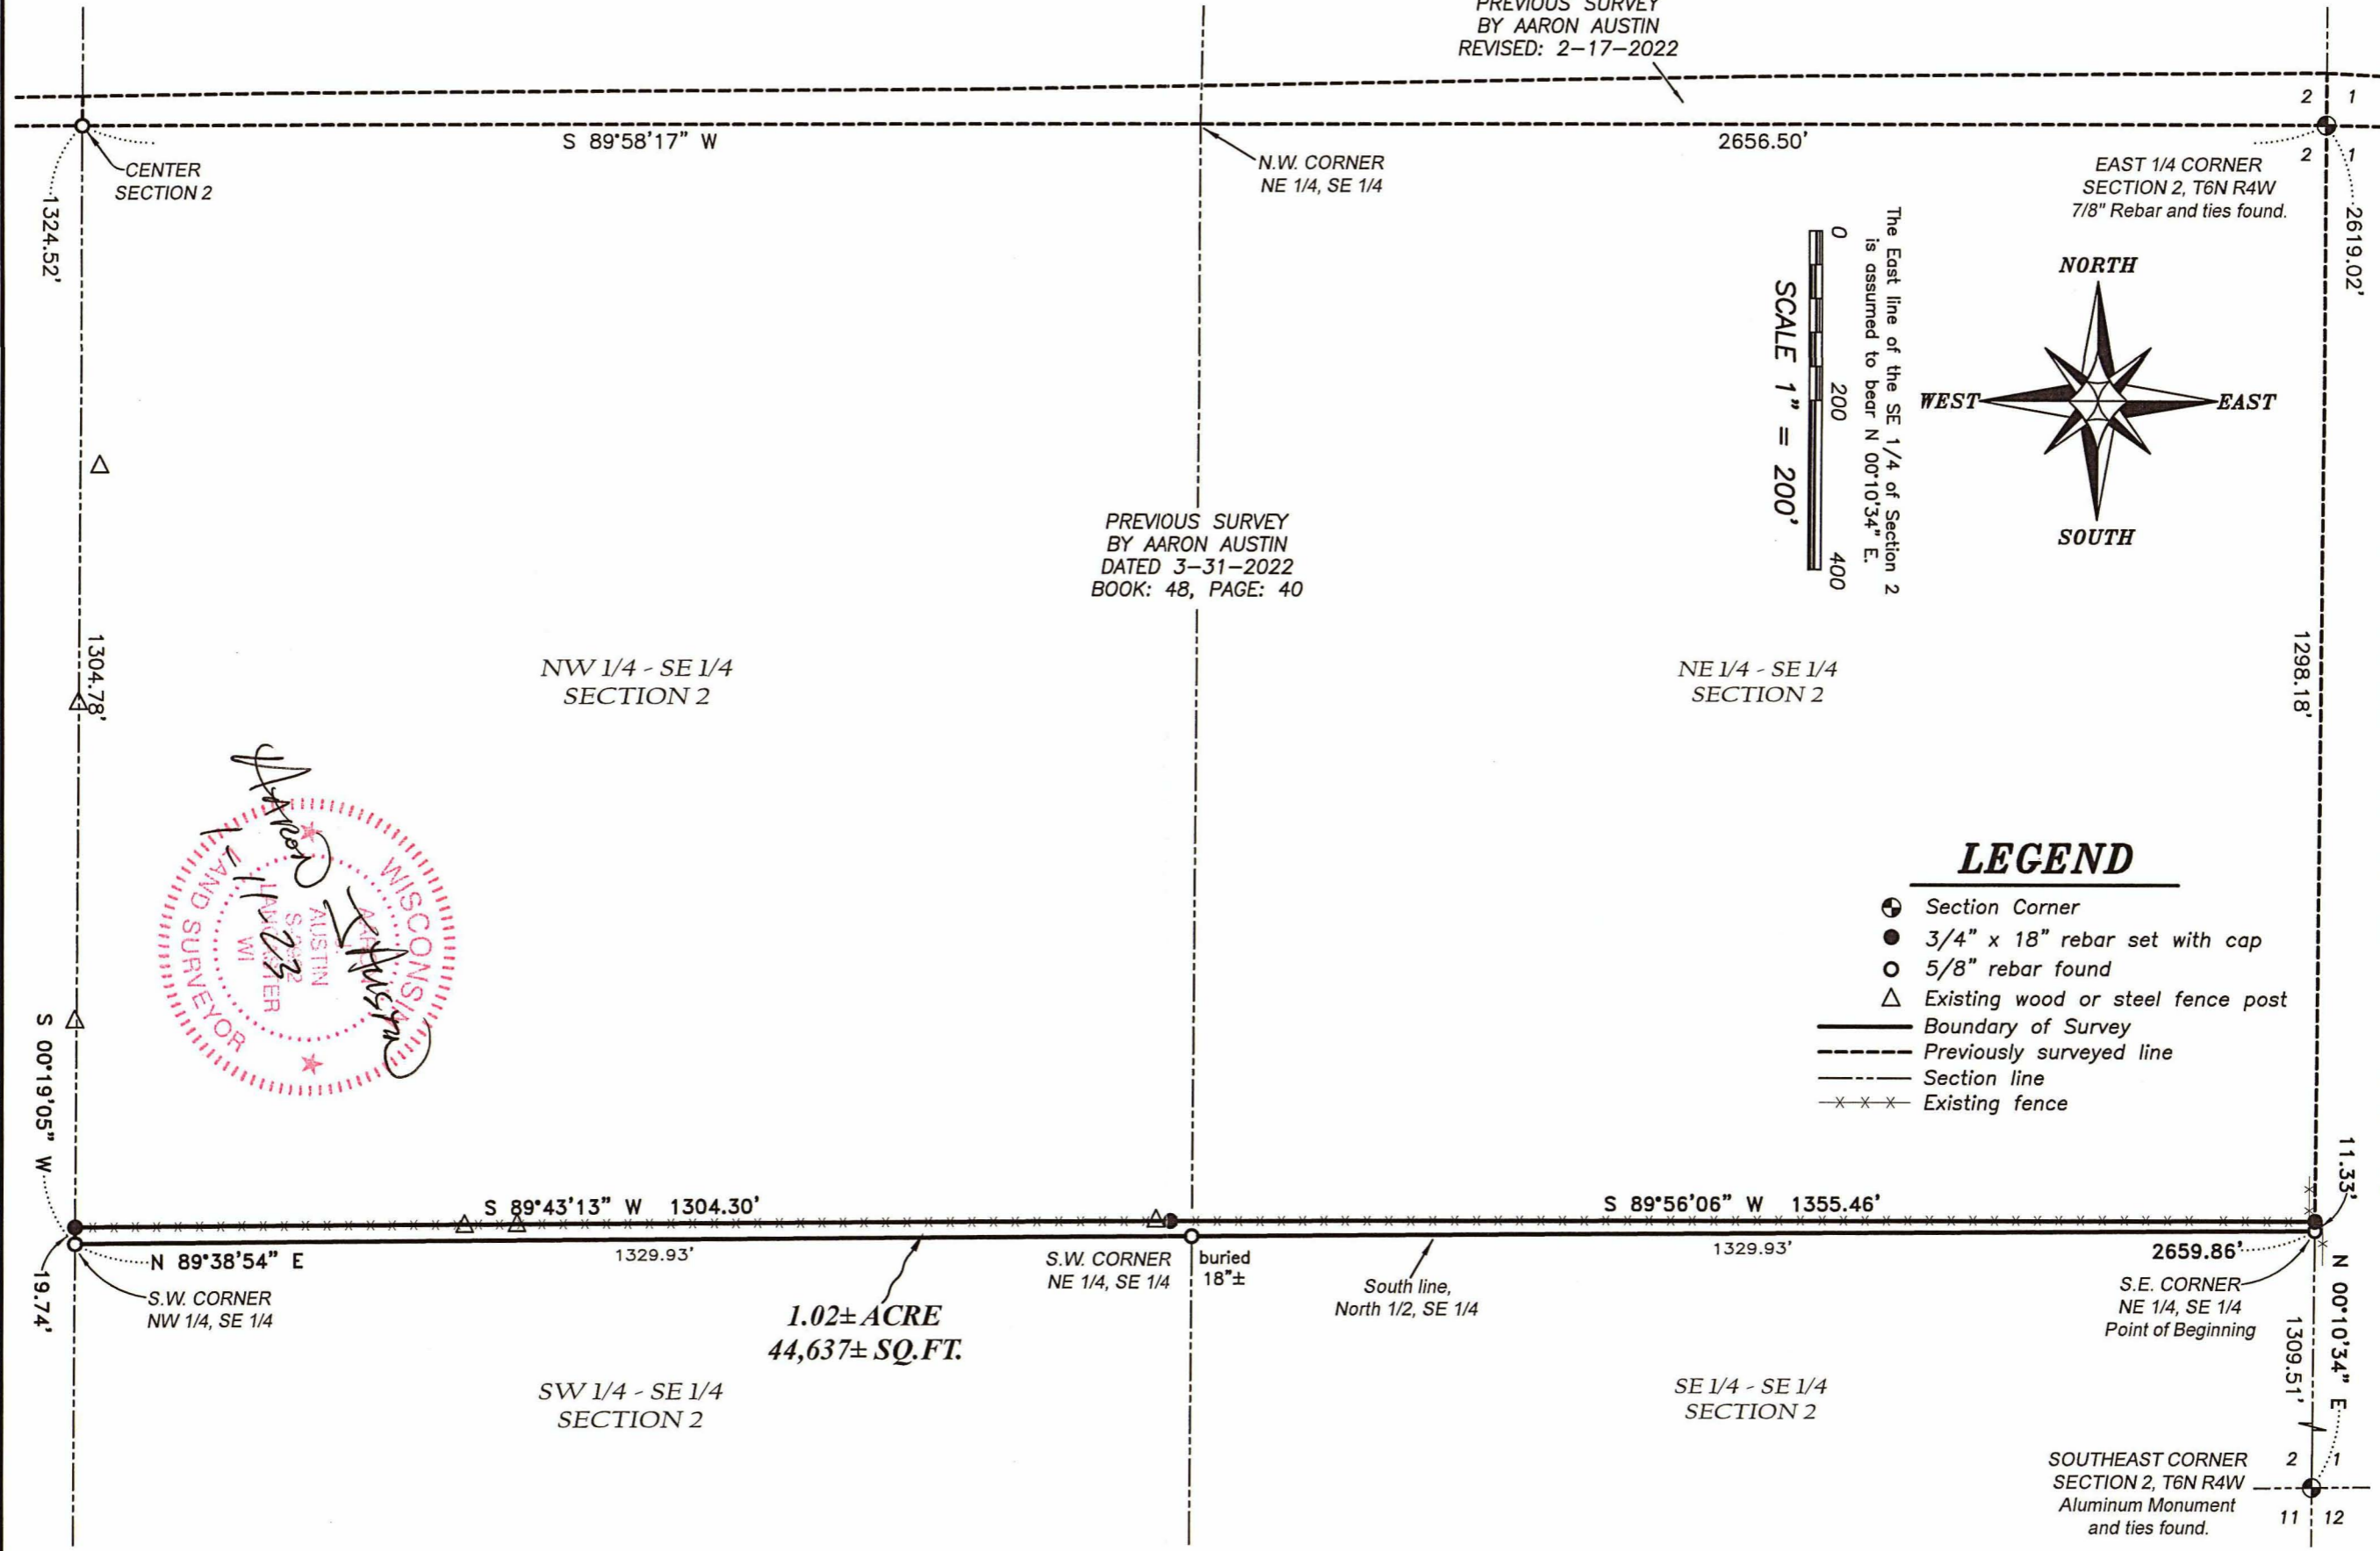 PREVIOUS SURVEY
BY AARON AUSTIN
REVISED: 2-17-2022
2 1
S 89°58'17" W
2656.50'
CENTER
SECTION 2
N.W. CORNER
NE 1/4, SE 1/4
2 1
EAST 1/4 CORNER
SECTION 2, T6N R4W
7/8" Rebar and ties found.
1324.52'
2619.02'
The East line of the SE 1/4 of Section 2
is assumed to bear N 00°10'34" E.
0 200 400
SCALE 1" = 200'
NORTH
WEST
EAST
SOUTH
PREVIOUS SURVEY
BY AARON AUSTIN
DATED 3-31-2022
BOOK: 48, PAGE: 40
1304.78'
1298.18'
NW 1/4 - SE 1/4
SECTION 2
NE 1/4 - SE 1/4
SECTION 2
Aaron J Austin
1-11-23
WISCONSIN
AUSTIN
LANCASTER
WI
LAND SURVEYOR
LEGEND
Section Corner
3/4" x 18" rebar set with cap
5/8" rebar found
Existing wood or steel fence post
Boundary of Survey
Previously surveyed line
Section line
Existing fence
S 00°19'05" W
11.33'
S 89°43'13" W 1304.30'
S 89°56'06" W 1355.46'
N 89°38'54" E
1329.93'
1329.93'
2659.86'
19.74'
S.W. CORNER
NW 1/4, SE 1/4
S.W. CORNER
NE 1/4, SE 1/4
buried
18"±
South line,
North 1/2, SE 1/4
S.E. CORNER
NE 1/4, SE 1/4
Point of Beginning
N 00°10'34" E
1309.51'
1.02± ACRE
44,637± SQ.FT.
SW 1/4 - SE 1/4
SECTION 2
SE 1/4 - SE 1/4
SECTION 2
SOUTHEAST CORNER
SECTION 2, T6N R4W
Aluminum Monument
and ties found.
2 1
11 12